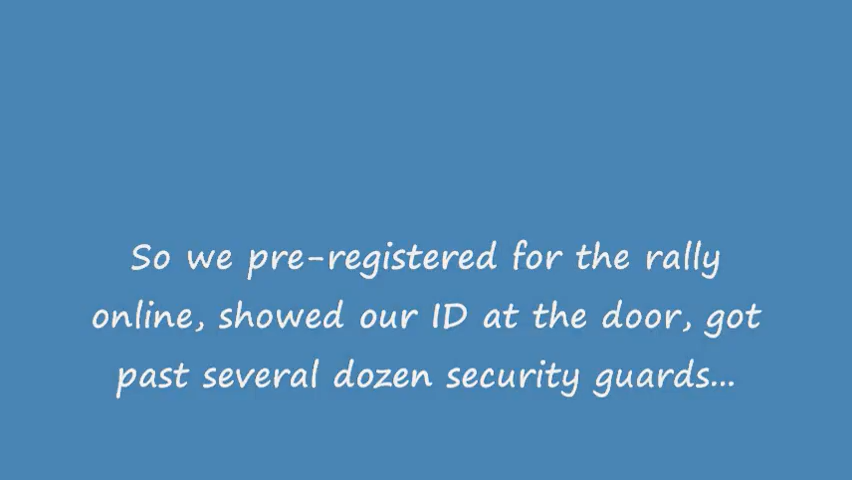 So we pre-registered for the rally
online, showed our ID at the door, got
past several dozen security guards...